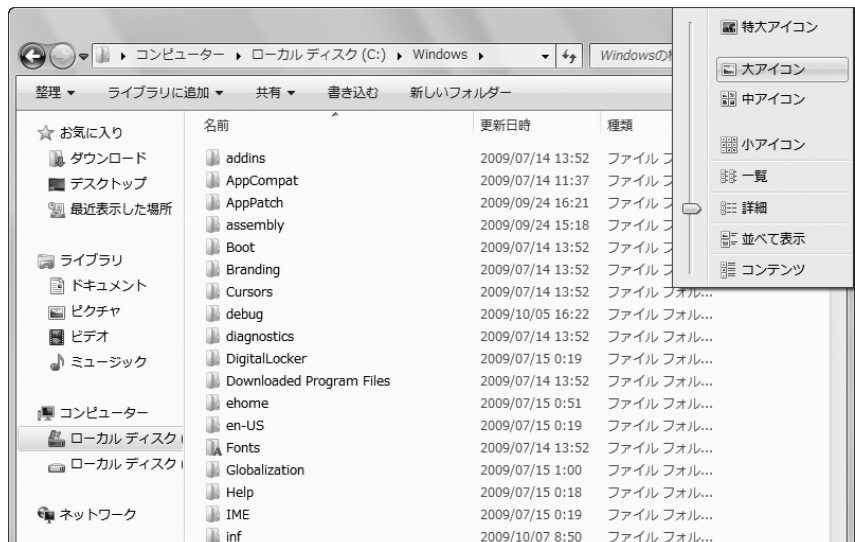 コンピューター ローカル ディスク (C:) Windows
Windowsの
整理 ライブラリに追加 共有 書き込む 新しいフォルダー
特大アイコン
大アイコン
中アイコン
小アイコン
一覧
詳細
並べて表示
コンテンツ
お気に入り
ダウンロード
デスクトップ
最近表示した場所
ライブラリ
ドキュメント
ピクチャ
ビデオ
ミュージック
コンピューター
ローカル ディスク (
ローカル ディスク (
ネットワーク
名前 更新日時 種類
addins 2009/07/14 13:52 ファイル フ
AppCompat 2009/07/14 11:37 ファイル フ
AppPatch 2009/09/24 16:21 ファイル フ
assembly 2009/09/24 15:18 ファイル フ
Boot 2009/07/14 13:52 ファイル フ
Branding 2009/07/14 13:52 ファイル フ
Cursors 2009/07/14 13:52 ファイル フォル...
debug 2009/10/05 16:22 ファイル フォル...
diagnostics 2009/07/14 13:52 ファイル フォル...
DigitalLocker 2009/07/15 0:19 ファイル フォル...
Downloaded Program Files 2009/07/14 13:52 ファイル フォル...
ehome 2009/07/15 0:51 ファイル フォル...
en-US 2009/07/15 0:19 ファイル フォル...
Fonts 2009/07/14 13:52 ファイル フォル...
Globalization 2009/07/15 1:00 ファイル フォル...
Help 2009/07/15 0:18 ファイル フォル...
IME 2009/07/15 0:19 ファイル フォル...
inf 2009/10/07 8:50 ファイル フォル...